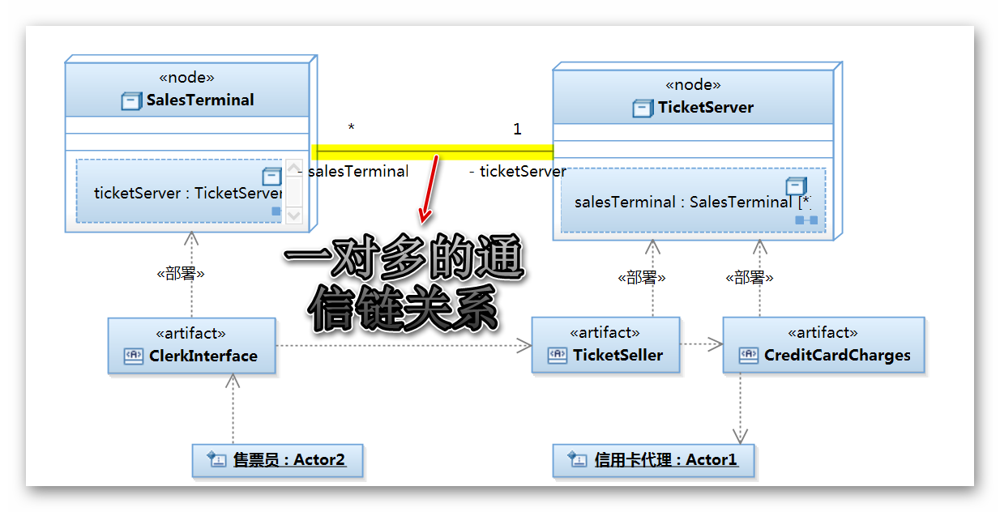 «node»
SalesTerminal
«node»
TicketServer
*
1
- salesTerminal
- ticketServer
ticketServer : TicketServer
salesTerminal : SalesTerminal [*
一对多的通
信链关系
«部署»
«部署»
«部署»
«artifact»
ClerkInterface
«artifact»
TicketSeller
«artifact»
CreditCardCharges
售票员 : Actor2
信用卡代理 : Actor1